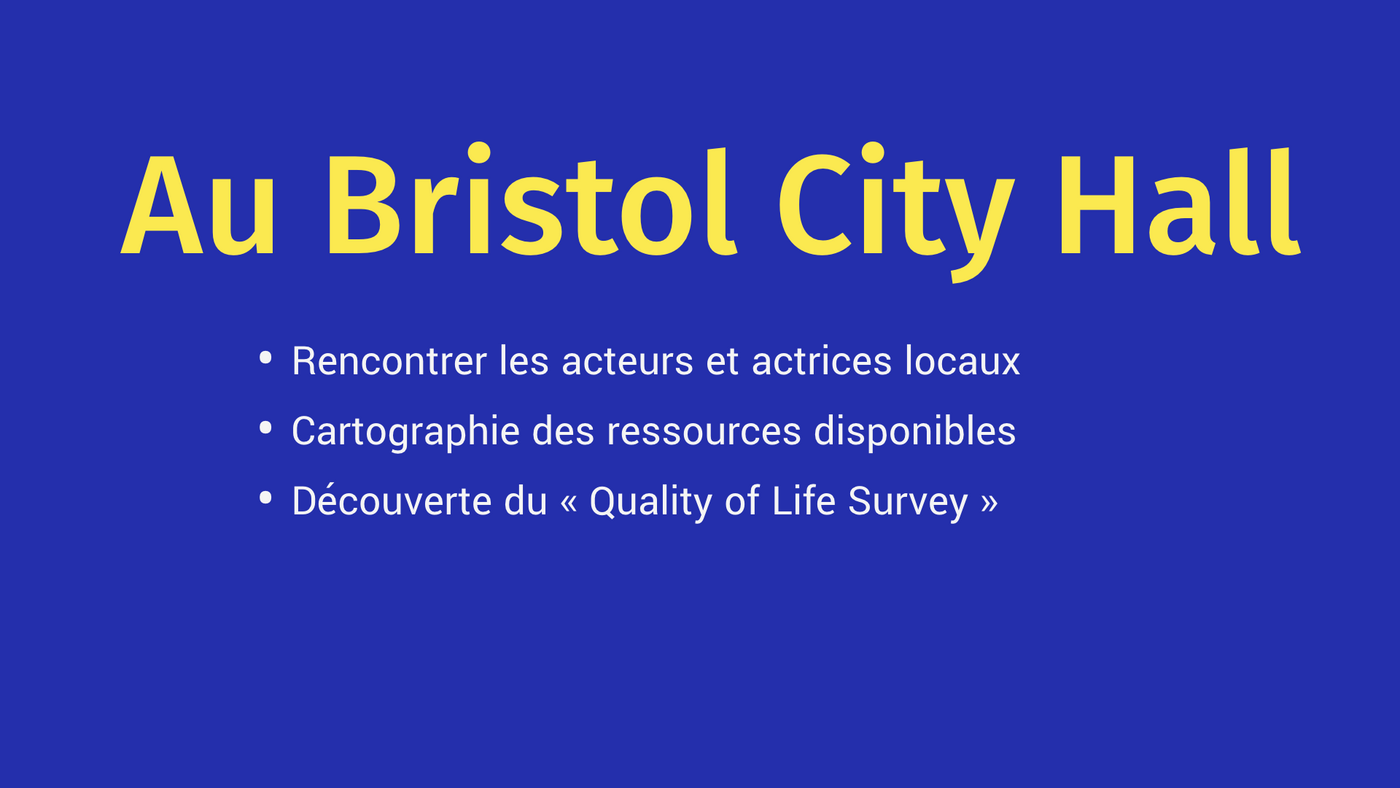 Au Bristol City Hall
• Rencontrer les acteurs et actrices locaux
• Cartographie des ressources disponibles
• Découverte du « Quality of Life Survey »